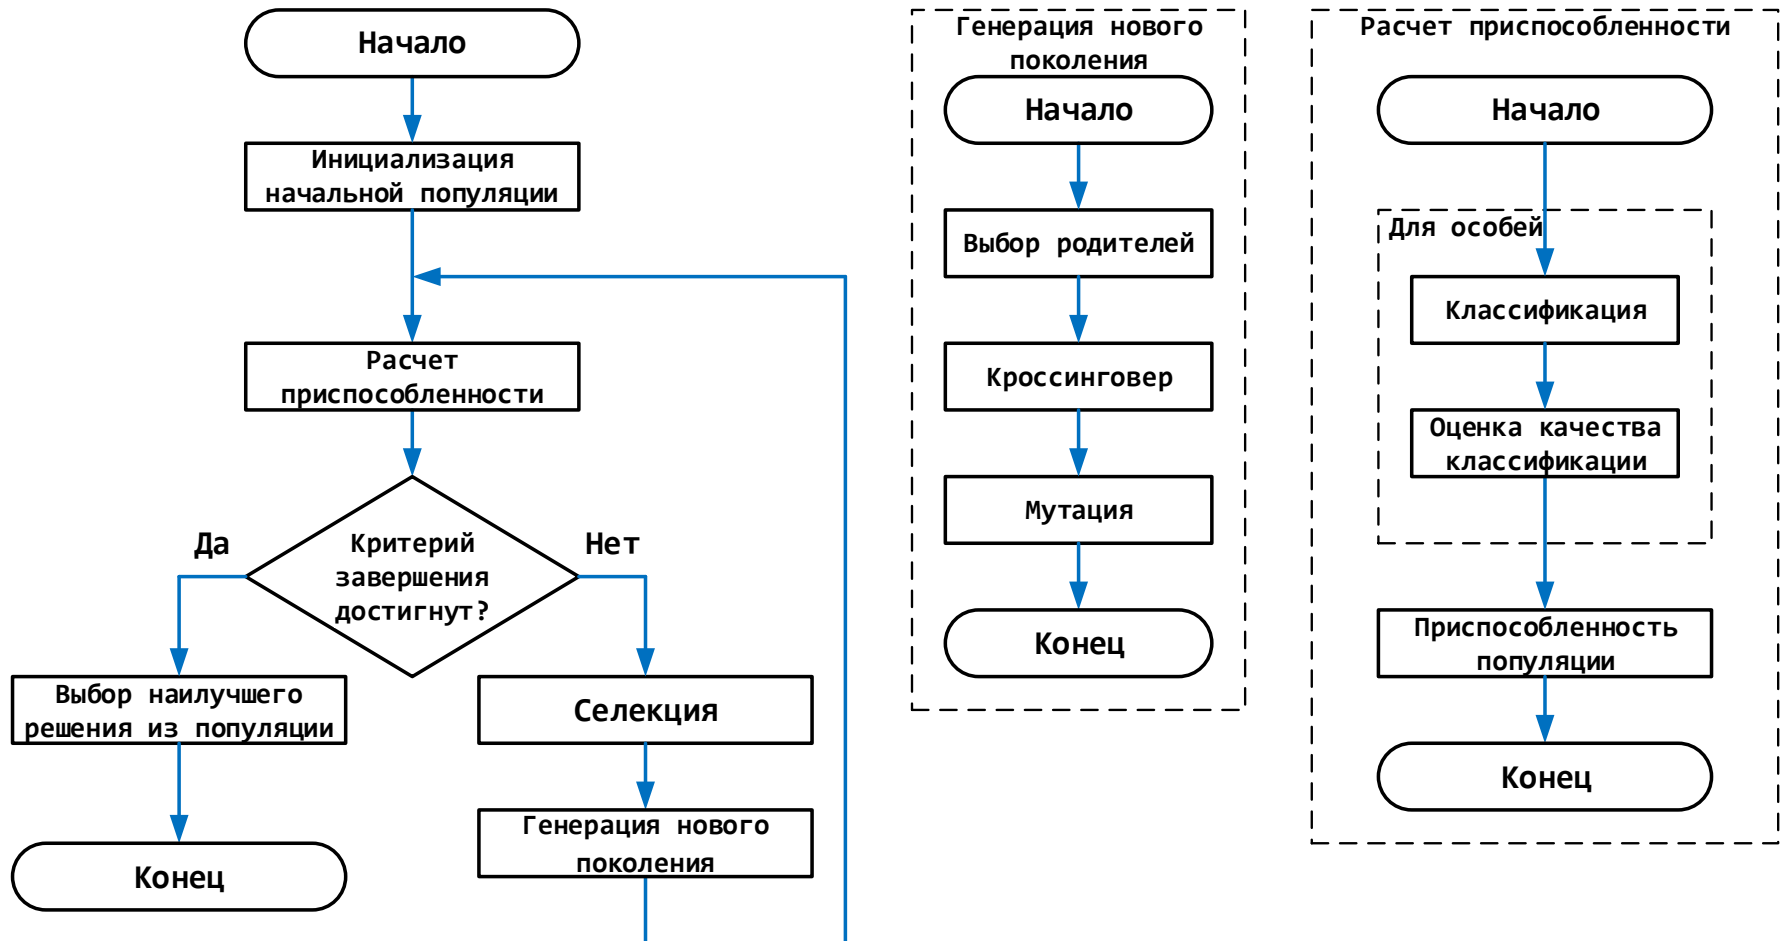 Начало
Инициализация
начальной популяции
Расчет
приспособленности
Критерий
завершения
достигнут?
Да
Нет
Выбор наилучшего
решения из популяции
Конец
Селекция
Генерация нового
поколения
Генерация нового
поколения
Начало
Выбор родителей
Кроссинговер
Мутация
Конец
Расчет приспособленности
Начало
Для особей
Классификация
Оценка качества
классификации
Приспособленность
популяции
Конец